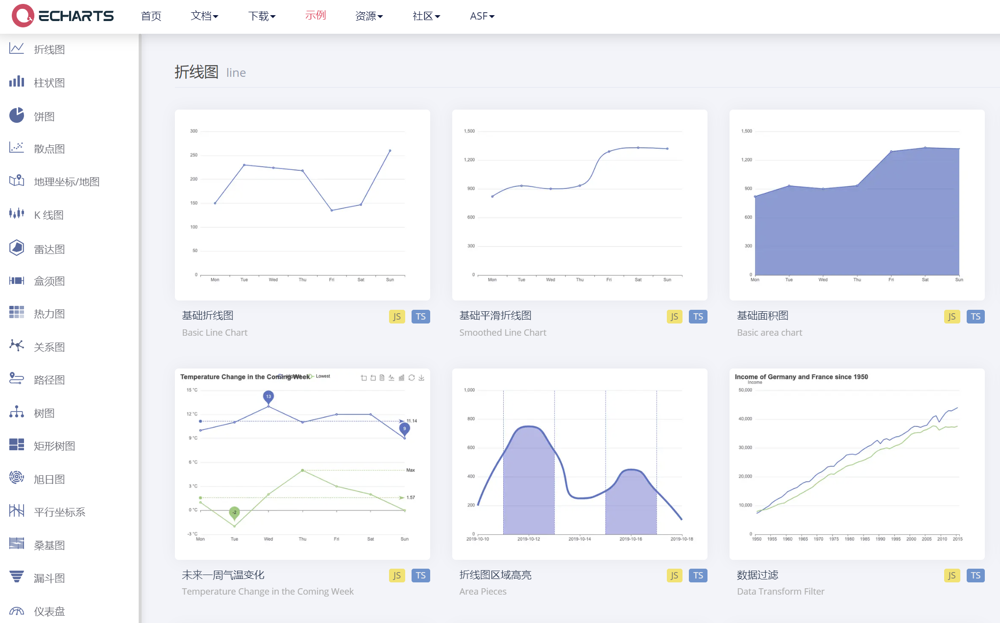 ECHARTS 首页 文档 下载 示例 资源 社区 ASF
折线图
柱状图
饼图
散点图
地理坐标/地图
K 线图
雷达图
盒须图
热力图
关系图
路径图
树图
矩形树图
旭日图
平行坐标系
桑基图
漏斗图
仪表盘
折线图 line
300
250
200
150
100
50
0
Mon Tue Wed Thu Fri Sat Sun
基础折线图 JS TS
Basic Line Chart
1,500
1,200
900
600
300
0
Mon Tue Wed Thu Fri Sat Sun
基础平滑折线图 JS TS
Smoothed Line Chart
1,500
1,200
900
600
300
0
Mon Tue Wed Thu Fri Sat Sun
基础面积图 JS TS
Basic area chart
Temperature Change in the Coming Week Lowest
15 °C
13
12 °C
11.14
9
9 °C
6 °C
Max
3 °C
1.57
0 °C
-2
-3 °C
Mon Tue Wed Thu Fri Sat Sun
未来一周气温变化 JS TS
Temperature Change in the Coming Week
1,000
800
600
400
200
0
2019-10-10 2019-10-12 2019-10-14 2019-10-16 2019-10-18
折线图区域高亮 JS TS
Area Pieces
Income of Germany and France since 1950
Income
50,000
40,000
30,000
20,000
10,000
0
1950 1955 1960 1965 1970 1975 1980 1985 1990 1995 2000 2005 2010 2015
数据过滤 JS TS
Data Transform Filter